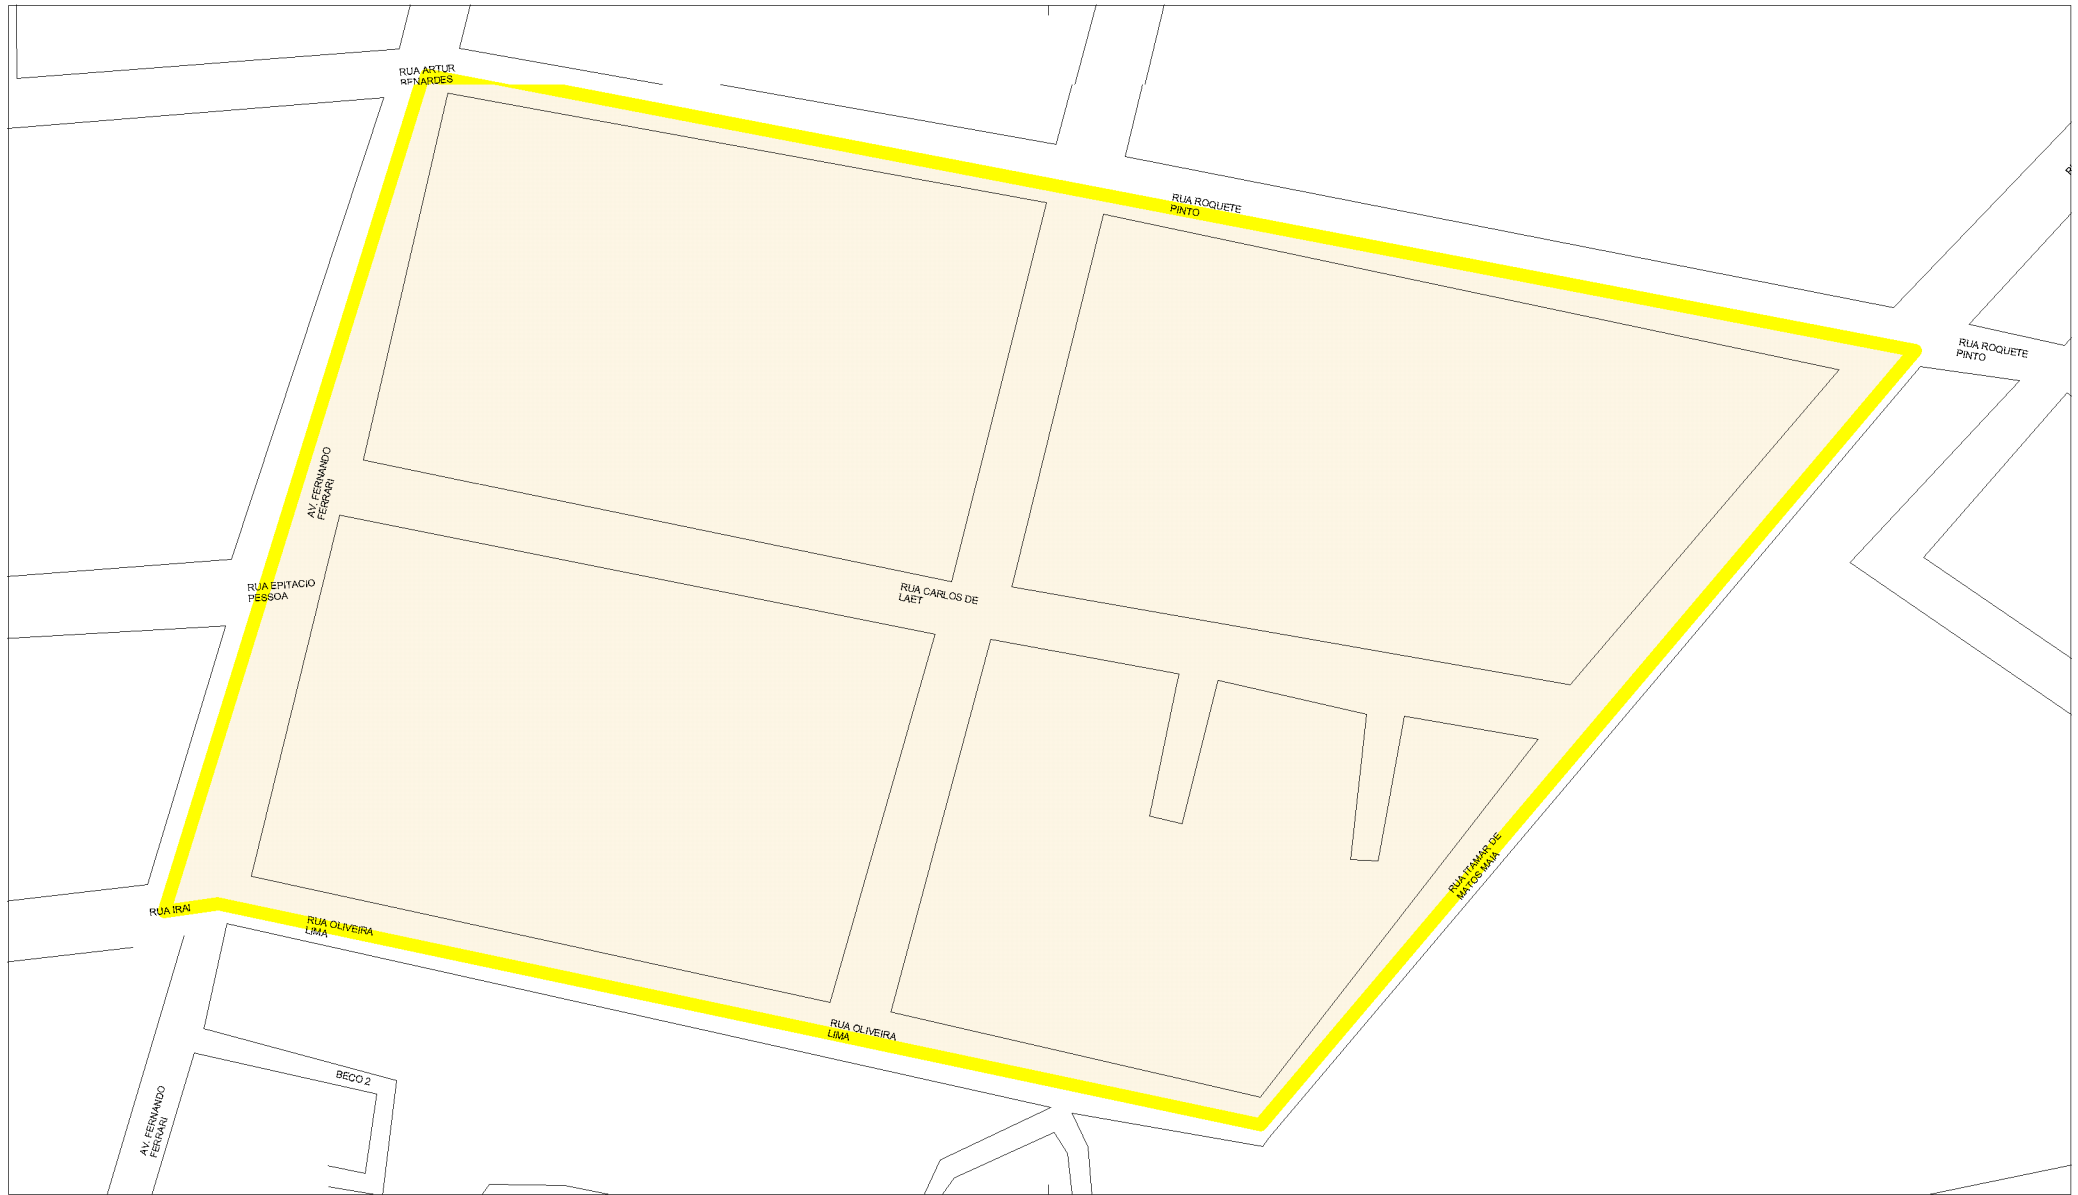 RUA ARTUR
BENARDES
RUA ROQUETE
PINTO
RUA ROQUETE
PINTO
AV. FERNANDO
FERRARI
RUA EPITACIO
PESSOA
RUA CARLOS DE
LAET
RUA ITAMAR DE
MATOS MAIA
RUA IRAI
RUA OLIVEIRA
LIMA
RUA OLIVEIRA
LIMA
BECO 2
AV. FERNANDO
FERRARI